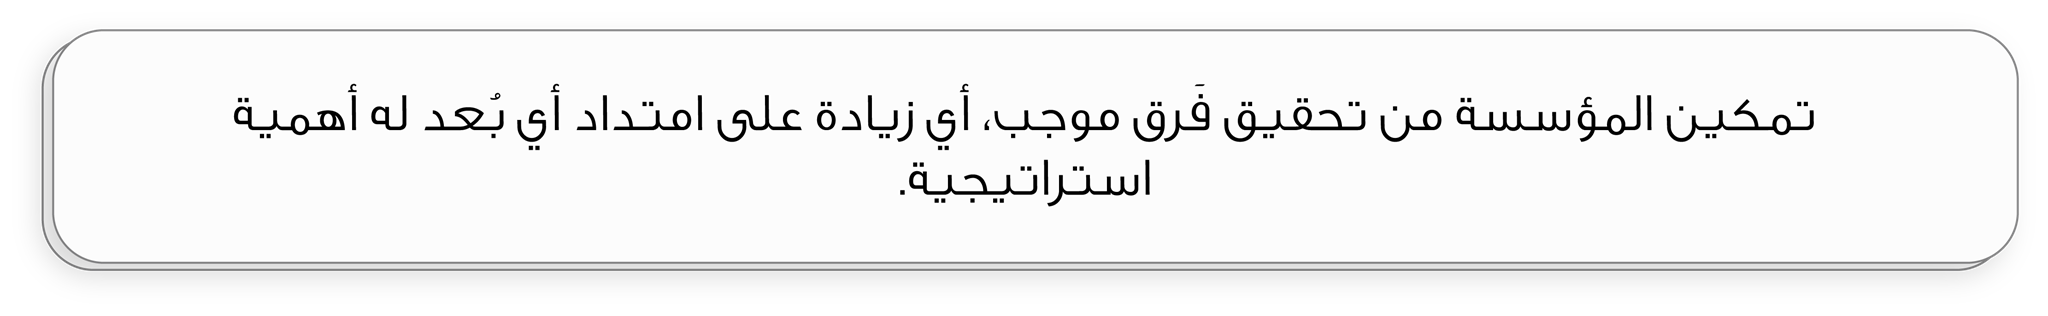 تمكين المؤسسة من تحقيق فَرق موجب، أي زيادة على امتداد أي بُعد له أهمية
استراتيجية.